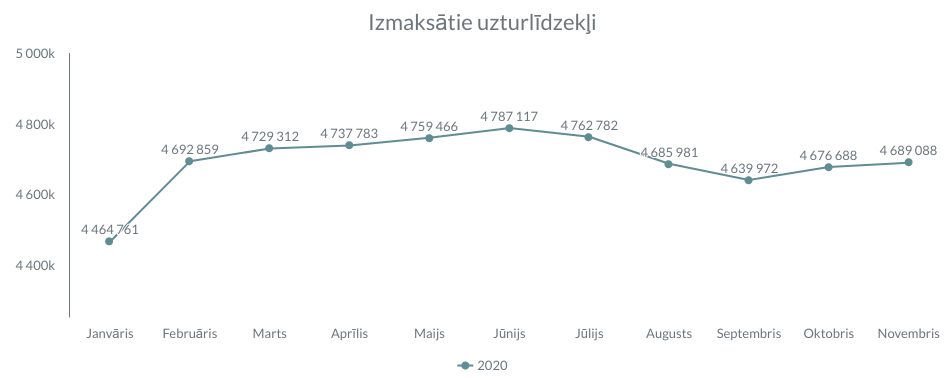 Izmaksātie uzturlīdzekļi
5 000k
4 800k
4 600k
4 400k
4 464 761
4 692 859
4 729 312
4 737 783
4 759 466
4 787 117
4 762 782
4 685 981
4 639 972
4 676 688
4 689 088
Janvāris Februāris Marts Aprīlis Maijs Jūnijs Jūlijs Augusts Septembris Oktobris Novembris
2020